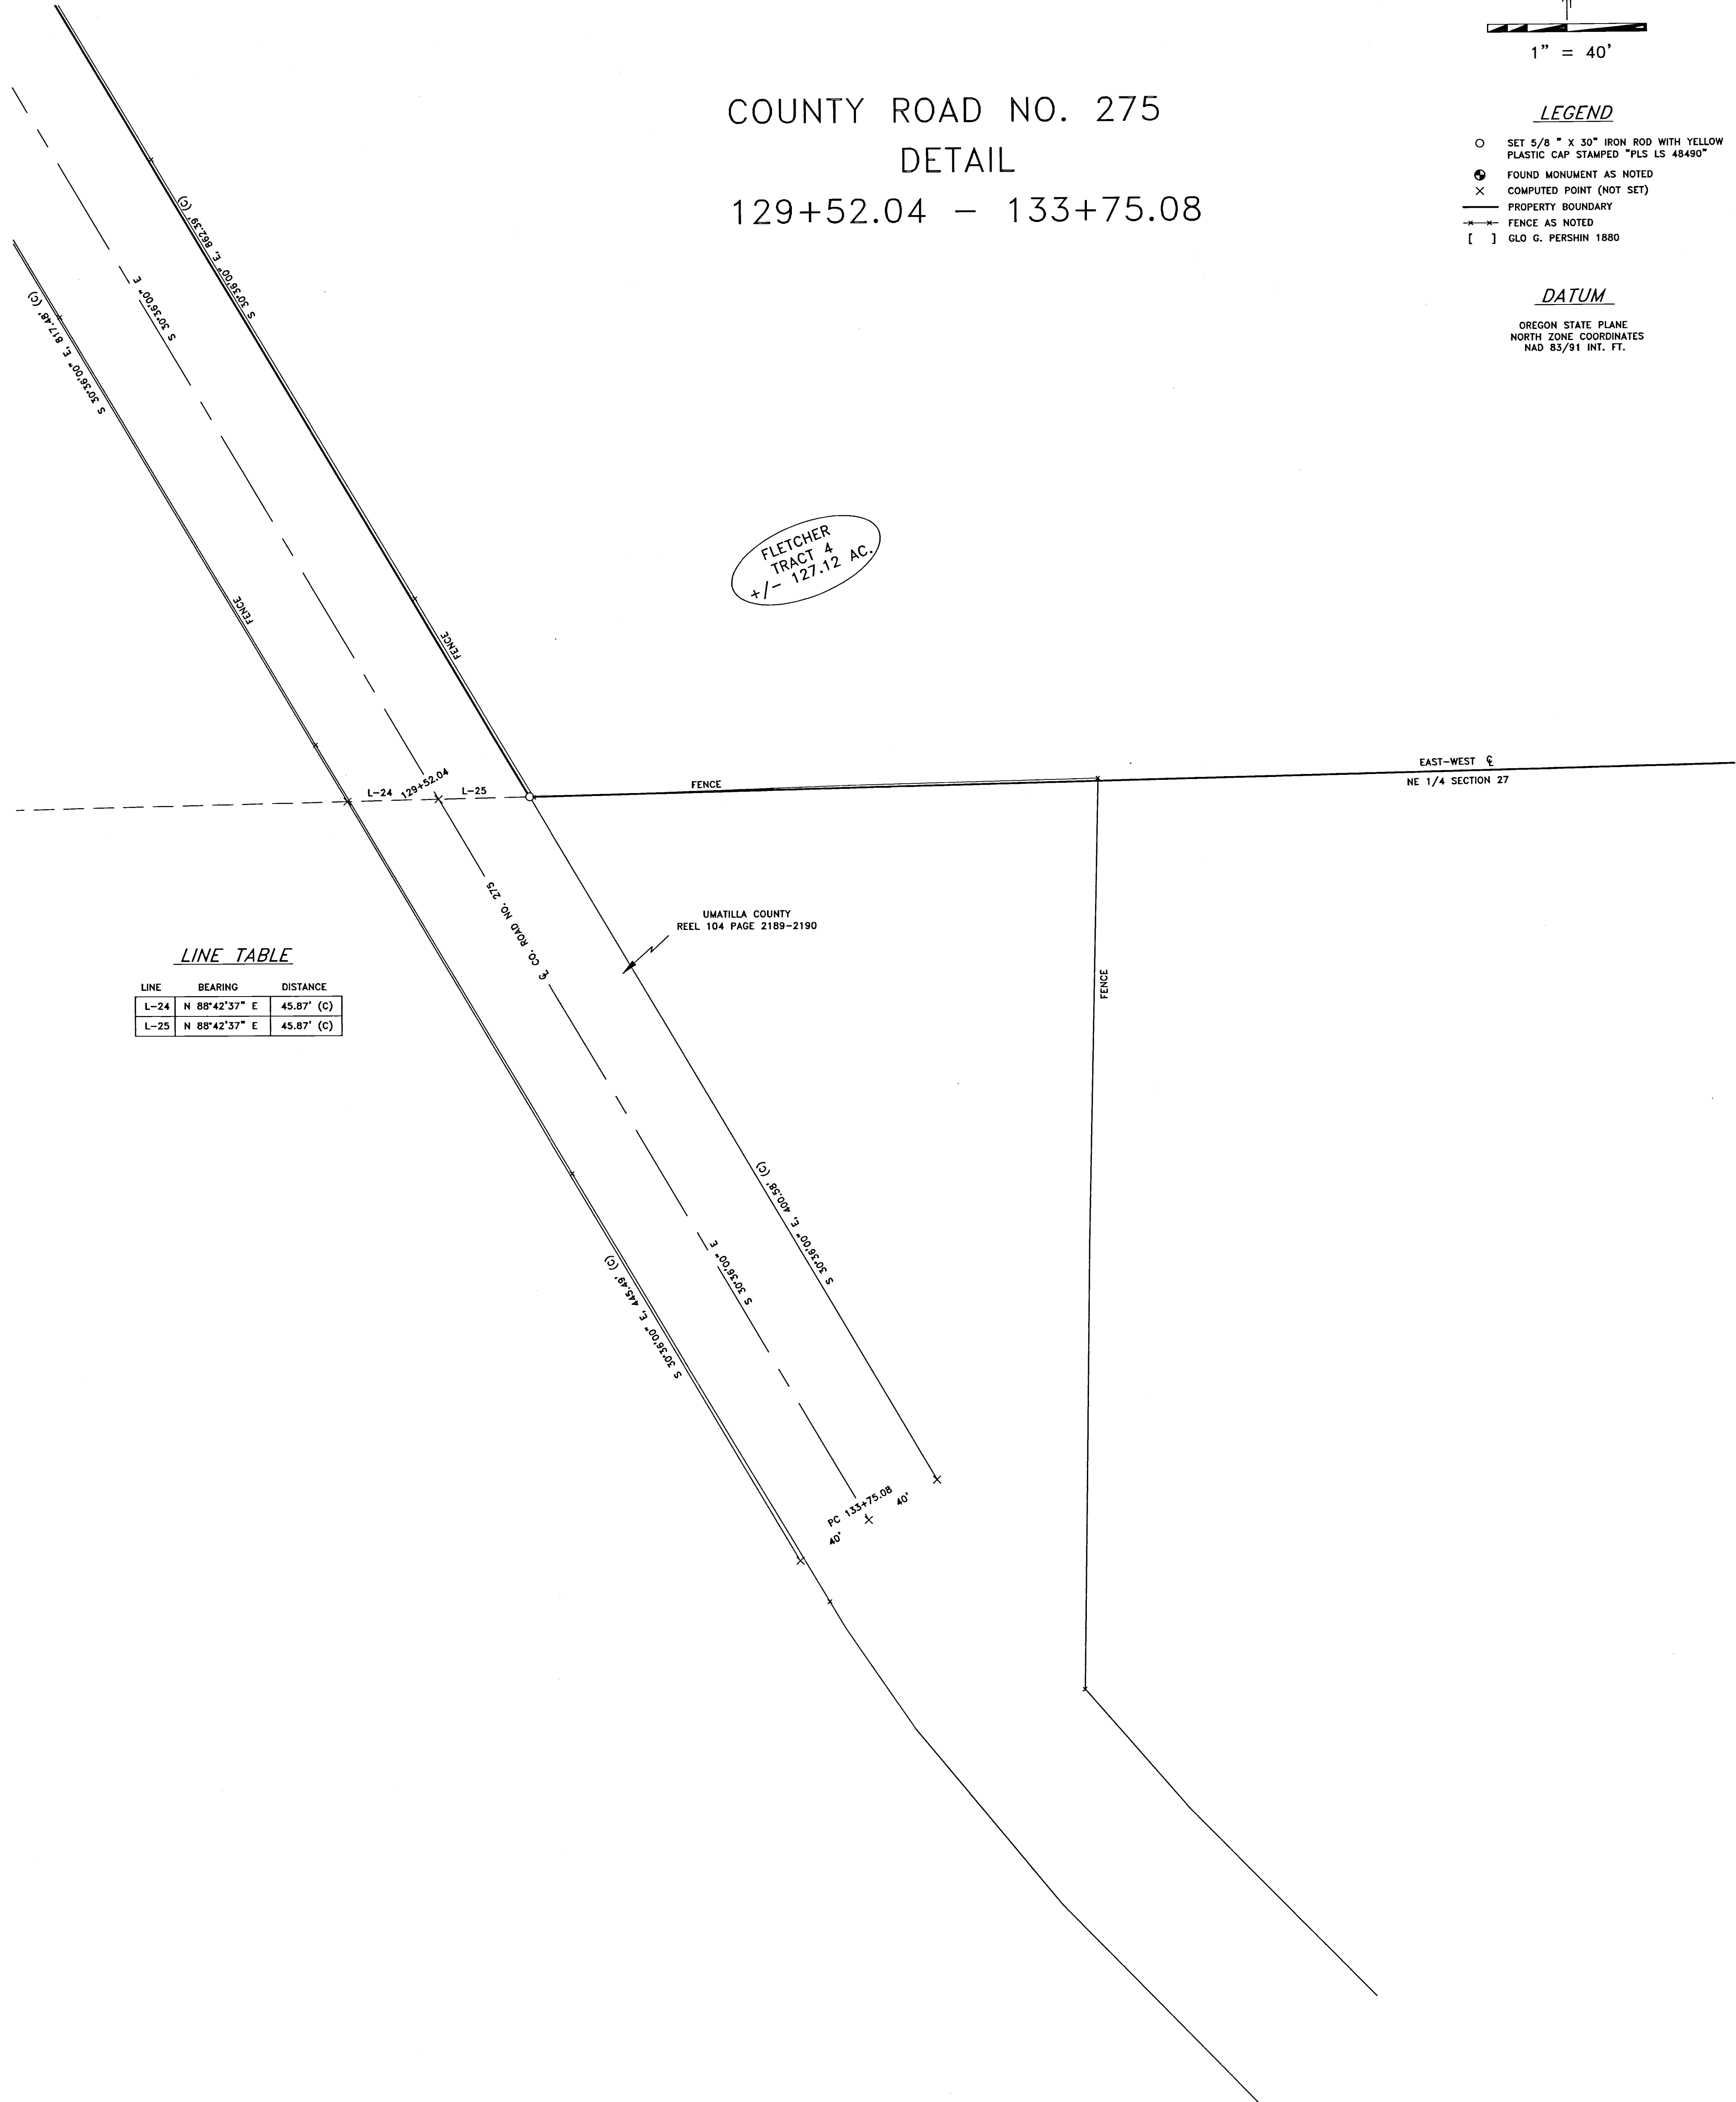 1" = 40'
COUNTY ROAD NO. 275
DETAIL
129+52.04 - 133+75.08
LEGEND
SET 5/8 " X 30" IRON ROD WITH YELLOW
PLASTIC CAP STAMPED "PLS LS 48490"
FOUND MONUMENT AS NOTED
COMPUTED POINT (NOT SET)
PROPERTY BOUNDARY
FENCE AS NOTED
[ ] GLO G. PERSHIN 1880
DATUM
OREGON STATE PLANE
NORTH ZONE COORDINATES
NAD 83/91 INT. FT.
S 30°36'00" E, 862.39' (C)
S 30°36'00" E
S 30°36'00" E, 817.48' (C)
FLETCHER
TRACT 4
+/- 127.12 AC.
FENCE
FENCE
EAST-WEST ℄
NE 1/4 SECTION 27
FENCE
L-24
129+52.04
L-25
℄ CO. ROAD NO. 275
UMATILLA COUNTY
REEL 104 PAGE 2189-2190
FENCE
LINE TABLE
LINE BEARING DISTANCE
L-24 N 88°42'37" E 45.87' (C)
L-25 N 88°42'37" E 45.87' (C)
S 30°36'00" E, 400.58' (C)
S 30°36'00" E
S 30°36'00" E, 445.49' (C)
PC 133+75.08
40'
40'